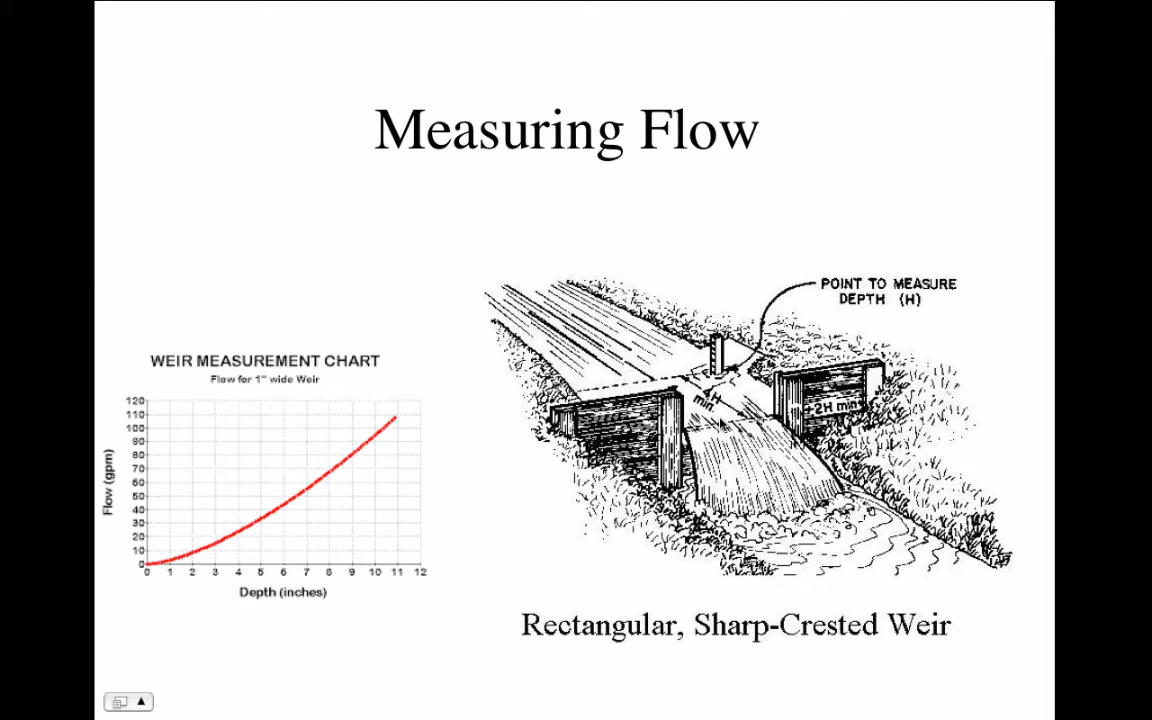 Measuring Flow
POINT TO MEASURE
DEPTH (H)
WEIR MEASUREMENT CHART
Flow for 1" wide Weir
120
110
100
90
80
70
60
50
40
30
20
10
0
Flow (gpm)
0 1 2 3 4 5 6 7 8 9 10 11 12
Depth (inches)
H
min.
2H min
Rectangular, Sharp-Crested Weir